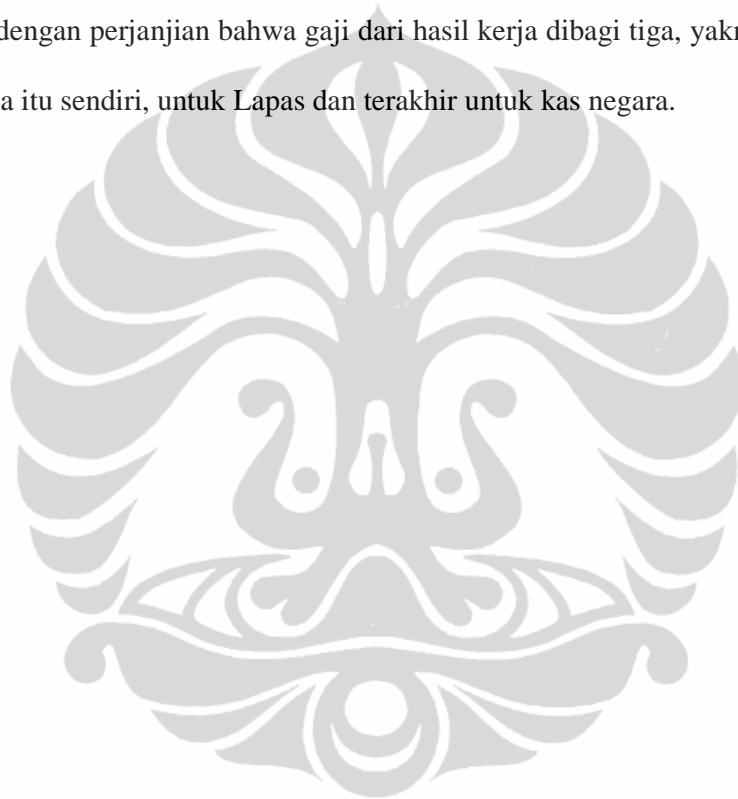 dengan perjanjian bahwa gaji dari hasil kerja dibagi tiga,
a itu sendiri, untuk Lapas dan terakhir untuk kas negara.